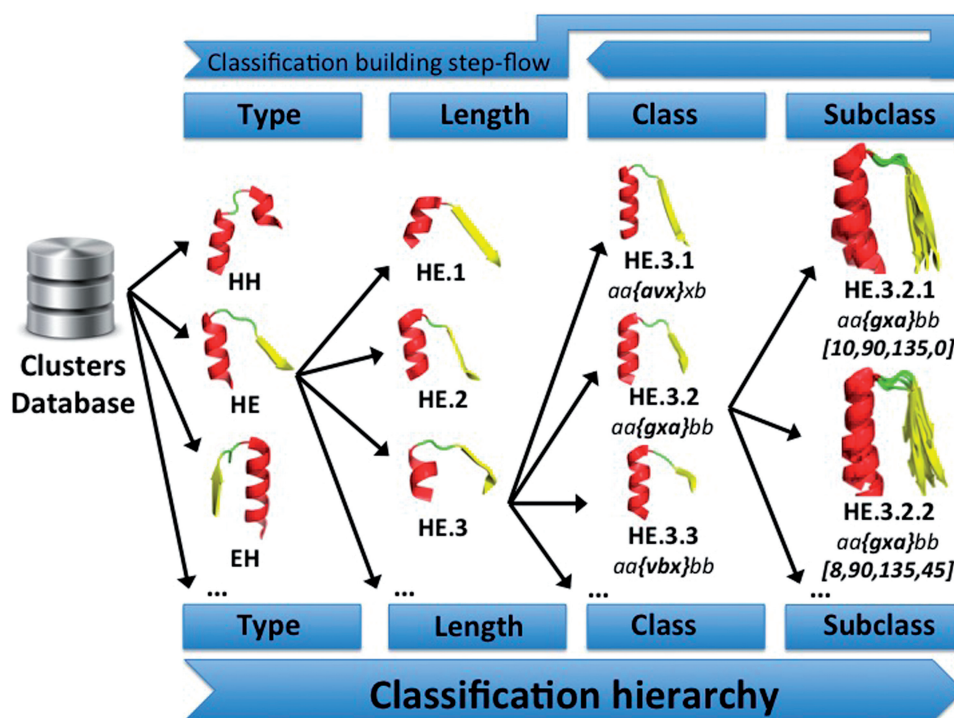 Classification building step-flow
Type Length Class Subclass
Clusters
Database
HH
HE
EH
...
HE.1
HE.2
HE.3
...
HE.3.1
aa{avx}xb
HE.3.2
aa{gxa}bb
HE.3.3
aa{vbx}bb
...
HE.3.2.1
aa{gxa}bb
[10,90,135,0]
HE.3.2.2
aa{gxa}bb
[8,90,135,45]
...
Type Length Class Subclass
Classification hierarchy